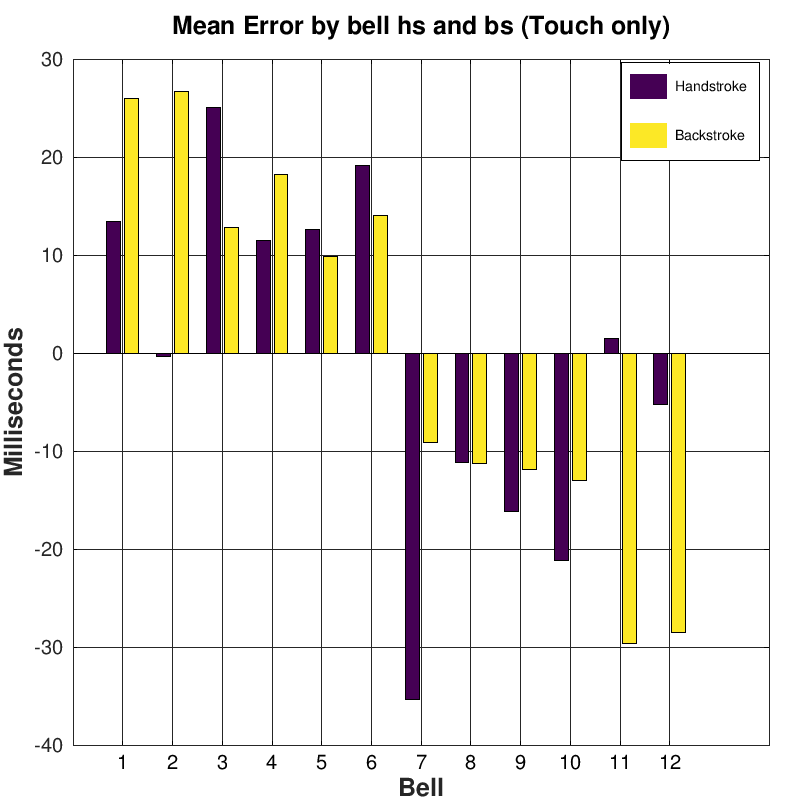 Mean Error by bell hs and bs (Touch only)
Handstroke
Backstroke
30
20
10
0
-10
-20
-30
-40
Milliseconds
1 2 3 4 5 6 7 8 9 10 11 12
Bell